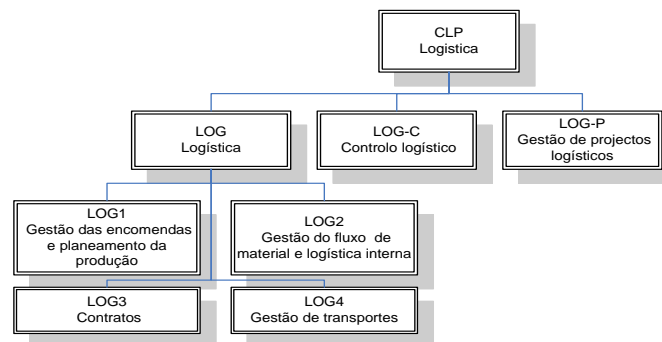 CLP
Logistica
LOG
Logística
LOG-C
Controlo logístico
LOG-P
Gestão de projectos
logísticos
LOG1
Gestão das encomendas
e planeamento da
produção
LOG2
Gestão do fluxo de
material e logística interna
LOG3
Contratos
LOG4
Gestão de transportes